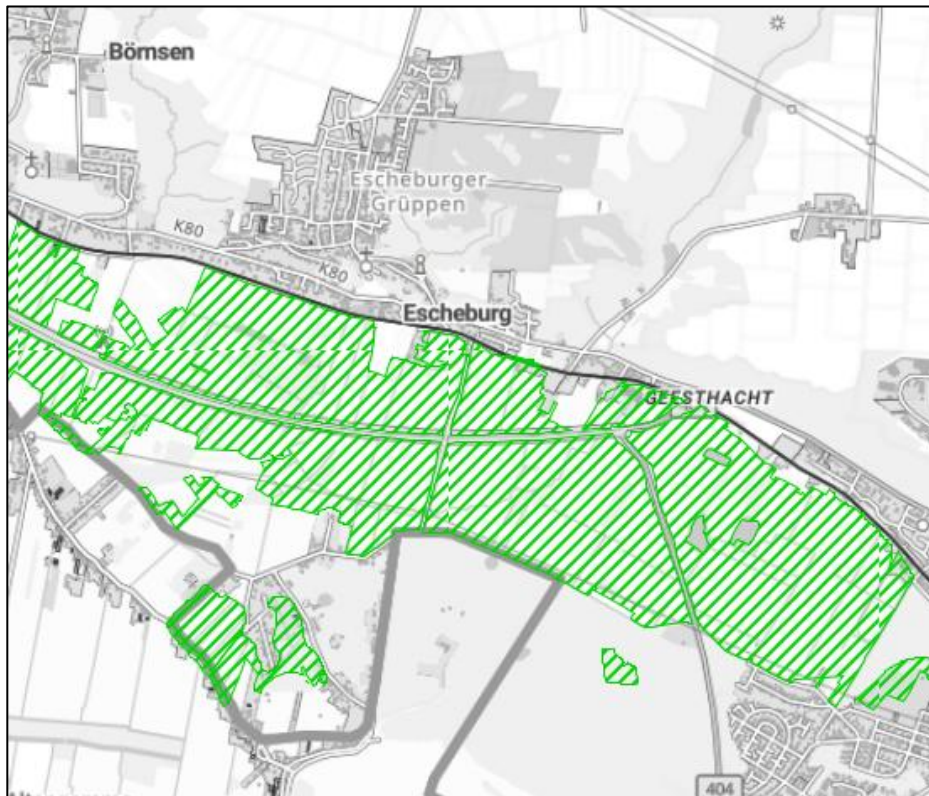 Börnsen
K80
Escheburger
Grüppen
K80
Escheburg
GEESTHACHT
404